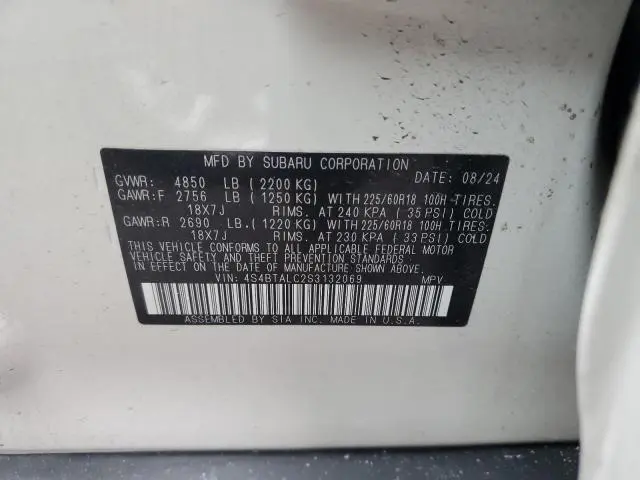 MFD BY SUBARU CORPORATION DATE: 08/24
GVWR: 4850 LB (2200 KG)
GAWR:F 2756 LB (1250 KG) WITH 225/60R18 100H TIRES.
18X7J RIMS. AT 240 KPA (35 PSI) COLD
GAWR:R 2690 LB.(1220 KG) WITH 225/60R18 100H TIRES.
18X7J RIMS. AT 230 KPA (33 PSI) COLD
THIS VEHICLE CONFORMS TO ALL APPLICABLE FEDERAL MOTOR
VEHICLE SAFETY AND THEFT PREVENTION STANDARDS
IN EFFECT ON THE DATE OF MANUFACTURE SHOWN ABOVE.
VIN: 4S4BTALC2S3132069 MPV
ASSEMBLED BY SIA INC. MADE IN U.S.A.